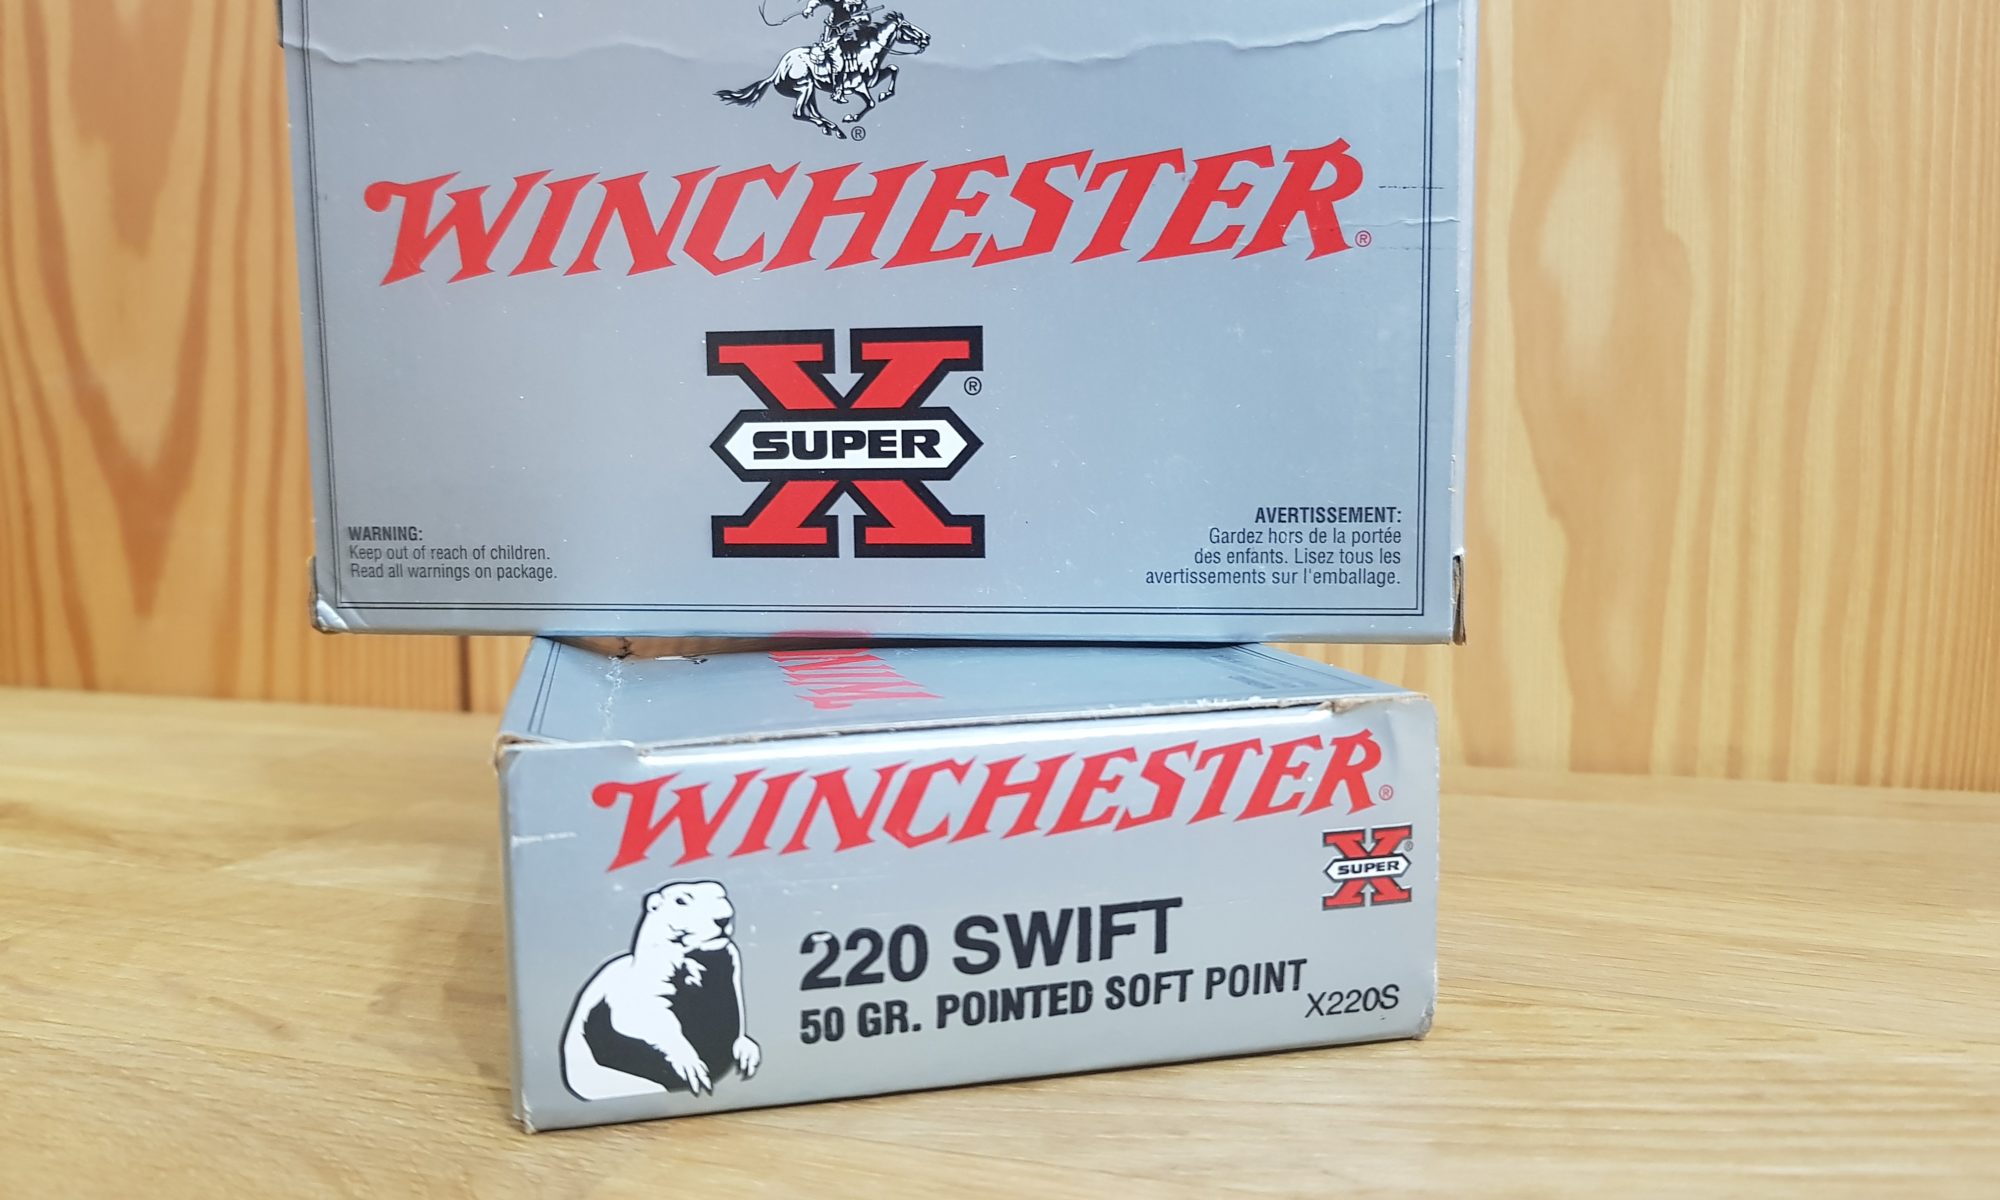 ®
WINCHESTER®
X®
SUPER
WARNING:
Keep out of reach of children.
Read all warnings on package.
AVERTISSEMENT:
Gardez hors de la portée
des enfants. Lisez tous les
avertissements sur l'emballage.
WIN
WINCHESTER®
X®
SUPER
220 SWIFT
50 GR. POINTED SOFT POINT
X220S